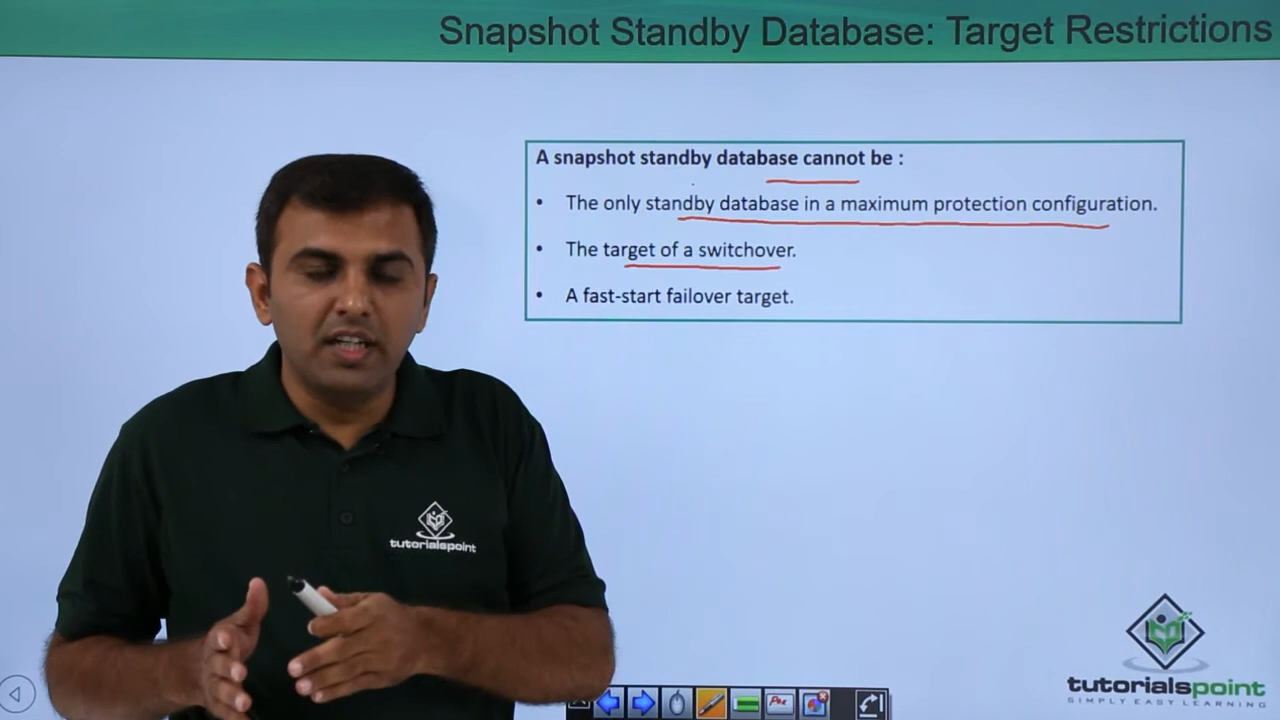 Snapshot Standby Database: Target Restrictions
A snapshot standby database cannot be :
• The only standby database in a maximum protection configuration.
• The target of a switchover.
• A fast-start failover target.
tutorialspoint
tutorialspoint
SIMPLY EASY LEARNING